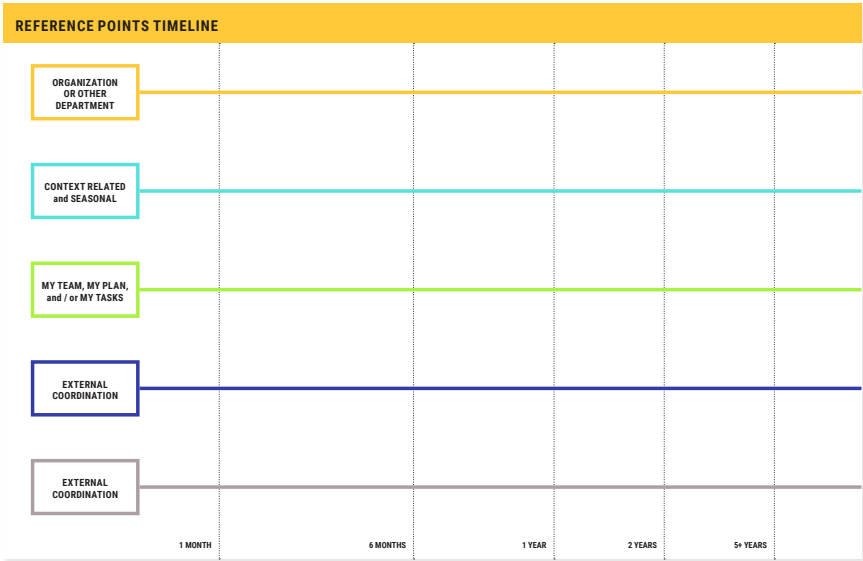 REFERENCE POINTS TIMELINE
ORGANIZATION
OR OTHER
DEPARTMENT
CONTEXT RELATED
and SEASONAL
MY TEAM, MY PLAN,
and / or MY TASKS
EXTERNAL
COORDINATION
EXTERNAL
COORDINATION
1 MONTH
6 MONTHS
1 YEAR
2 YEARS
5+ YEARS